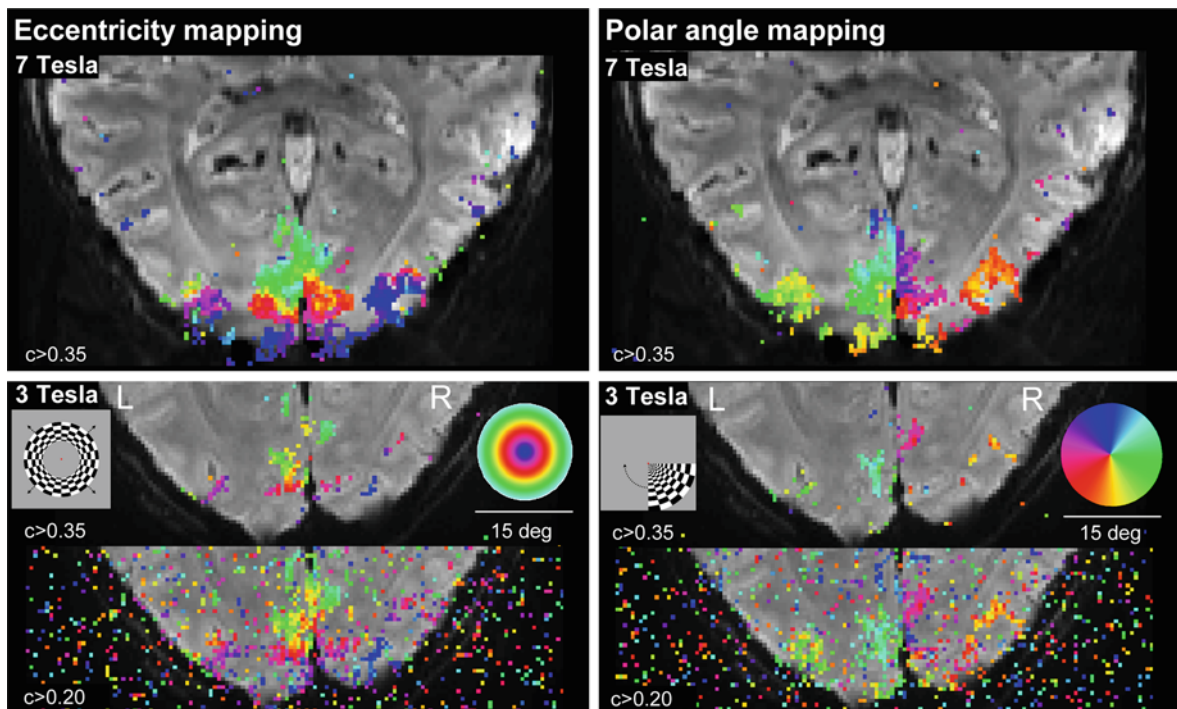 Eccentricity mapping
7 Tesla
c>0.35
Polar angle mapping
7 Tesla
c>0.35
3 Tesla
L
R
15 deg
c>0.35
c>0.20
3 Tesla
L
R
15 deg
c>0.35
c>0.20